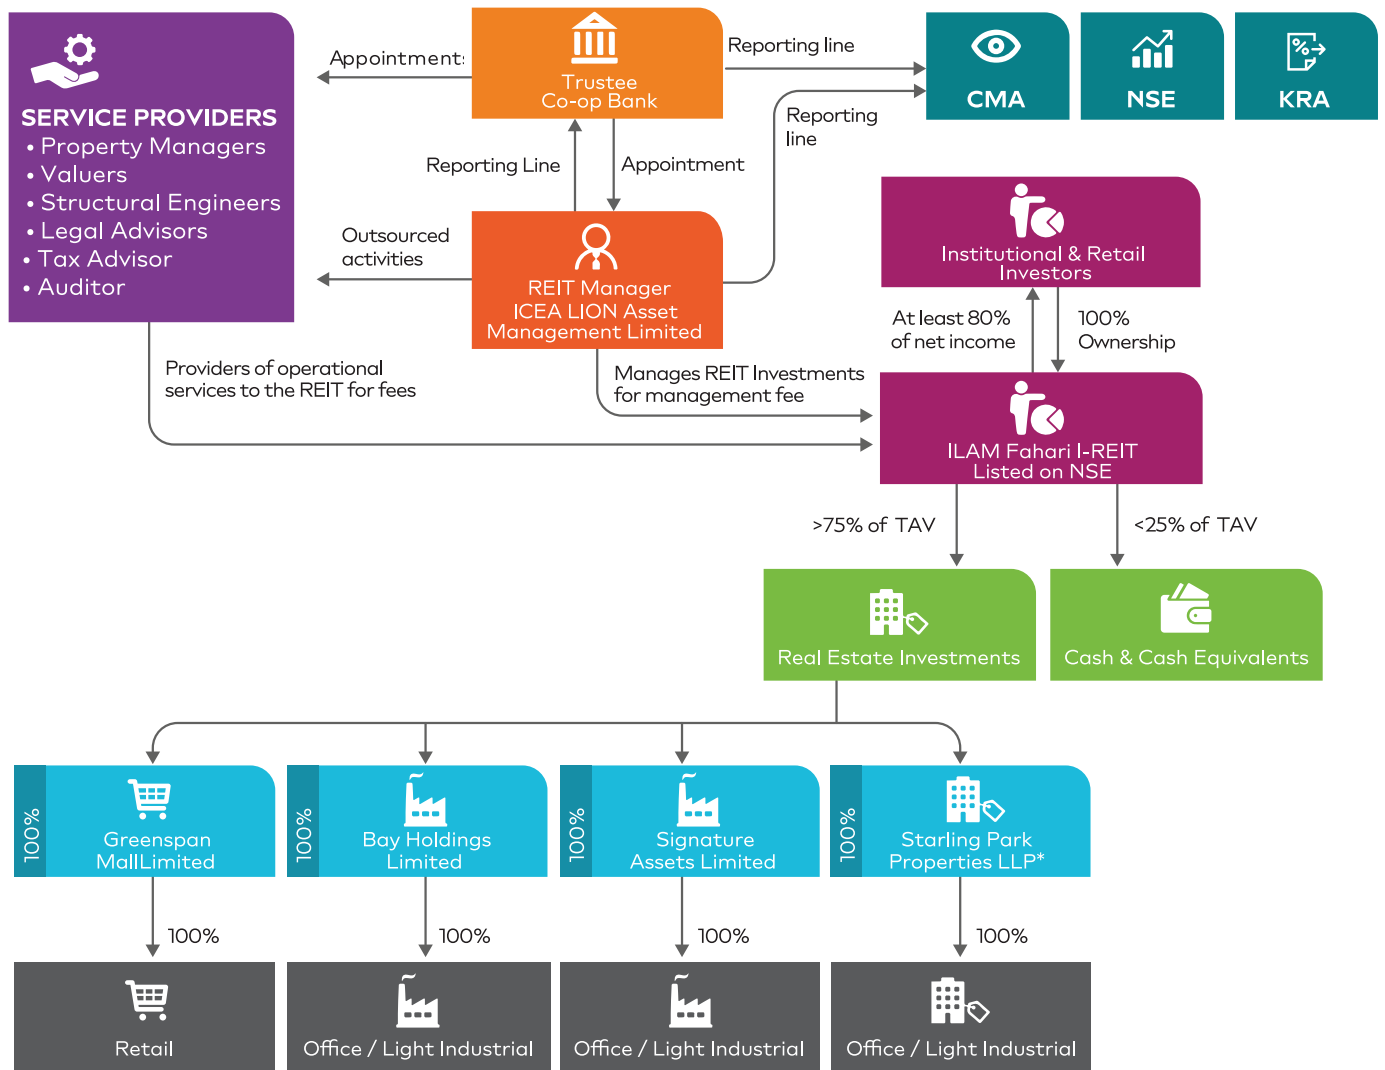 SERVICE PROVIDERS
• Property Managers
• Valuers
• Structural Engineers
• Legal Advisors
• Tax Advisor
• Auditor
Appointments
Trustee
Co-op Bank
Reporting line
CMA
NSE
KRA
Reporting
line
Reporting Line
Appointment
Outsourced
activities
REIT Manager
ICEA LION Asset
Management Limited
Institutional & Retail
Investors
At least 80%
of net income
100%
Ownership
Providers of operational
services to the REIT for fees
Manages REIT Investments
for management fee
ILAM Fahari I-REIT
Listed on NSE
>75% of TAV
<25% of TAV
Real Estate Investments
Cash & Cash Equivalents
100%
Greenspan
MallLimited
100%
Bay Holdings
Limited
100%
Signature
Assets Limited
100%
Starling Park
Properties LLP*
100%
100%
100%
100%
Retail
Office / Light Industrial
Office / Light Industrial
Office / Light Industrial